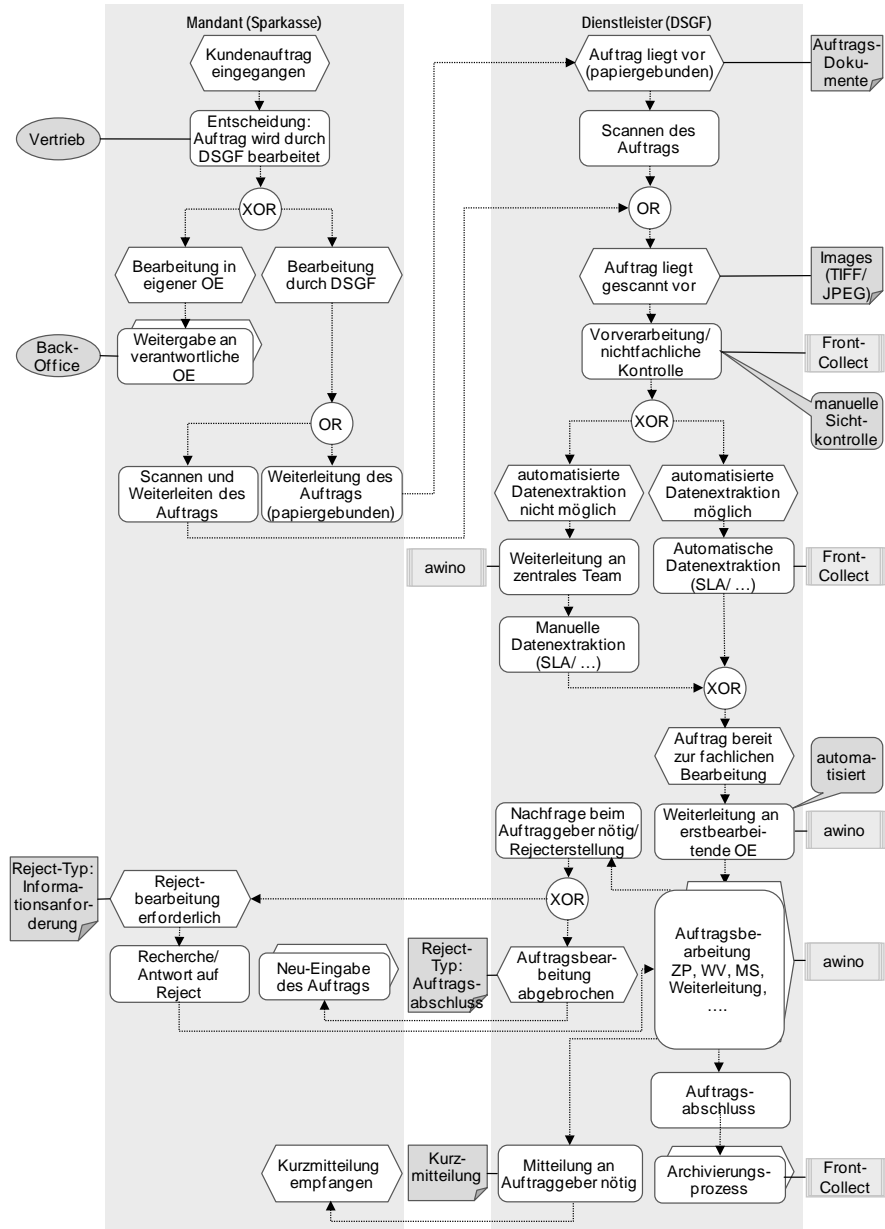 Mandant (Sparkasse)
Dienstleister (DSGF)
Kundenauftrag
eingegangen
Auftrag liegt vor
(papiergebunden)
Auftrags-
Doku-
mente
Vertrieb
Entscheidung:
Auftrag wird durch
DSGF bearbeitet
Scannen des
Auftrags
XOR
OR
Bearbeitung in
eigener OE
Bearbeitung
durch DSGF
Auftrag liegt
gescannt vor
Images
(TIFF/
JPEG)
Back-
Office
Weitergabe an
verantwortliche
OE
Vorverarbeitung/
nichtfachliche
Kontrolle
Front-
Collect
manuelle
Sicht-
kontrolle
OR
XOR
Scannen und
Weiterleiten des
Auftrags
Weiterleitung des
Auftrags
(papiergebunden)
automatisierte
Datenextraktion
nicht möglich
automatisierte
Datenextraktion
möglich
awino
Weiterleitung an
zentrales Team
Automatische
Datenextraktion
(SLA/ …)
Front-
Collect
Manuelle
Datenextraktion
(SLA/ …)
XOR
Auftrag bereit
zur fachlichen
Bearbeitung
automa-
tisiert
Nachfrage beim
Auftraggeber nötig/
Rejecterstellung
Weiterleitung an
erstbearbei-
tende OE
awino
Reject-Typ:
Informa-
tionsanfor-
derung
Reject-
bearbeitung
erforderlich
XOR
Recherche/
Antwort auf
Reject
Neu-Eingabe
des Auftrags
Reject-
Typ:
Auftrags-
abschluss
Auftragsbear-
beitung
abgebrochen
Auftragsbe-
arbeitung
ZP, WV, MS,
Weiterleitung,
….
awino
Auftrags-
abschluss
Kurzmitteilung
empfangen
Kurz-
mitteilung
Mitteilung an
Auftraggeber nötig
Archivierungs-
prozess
Front-
Collect